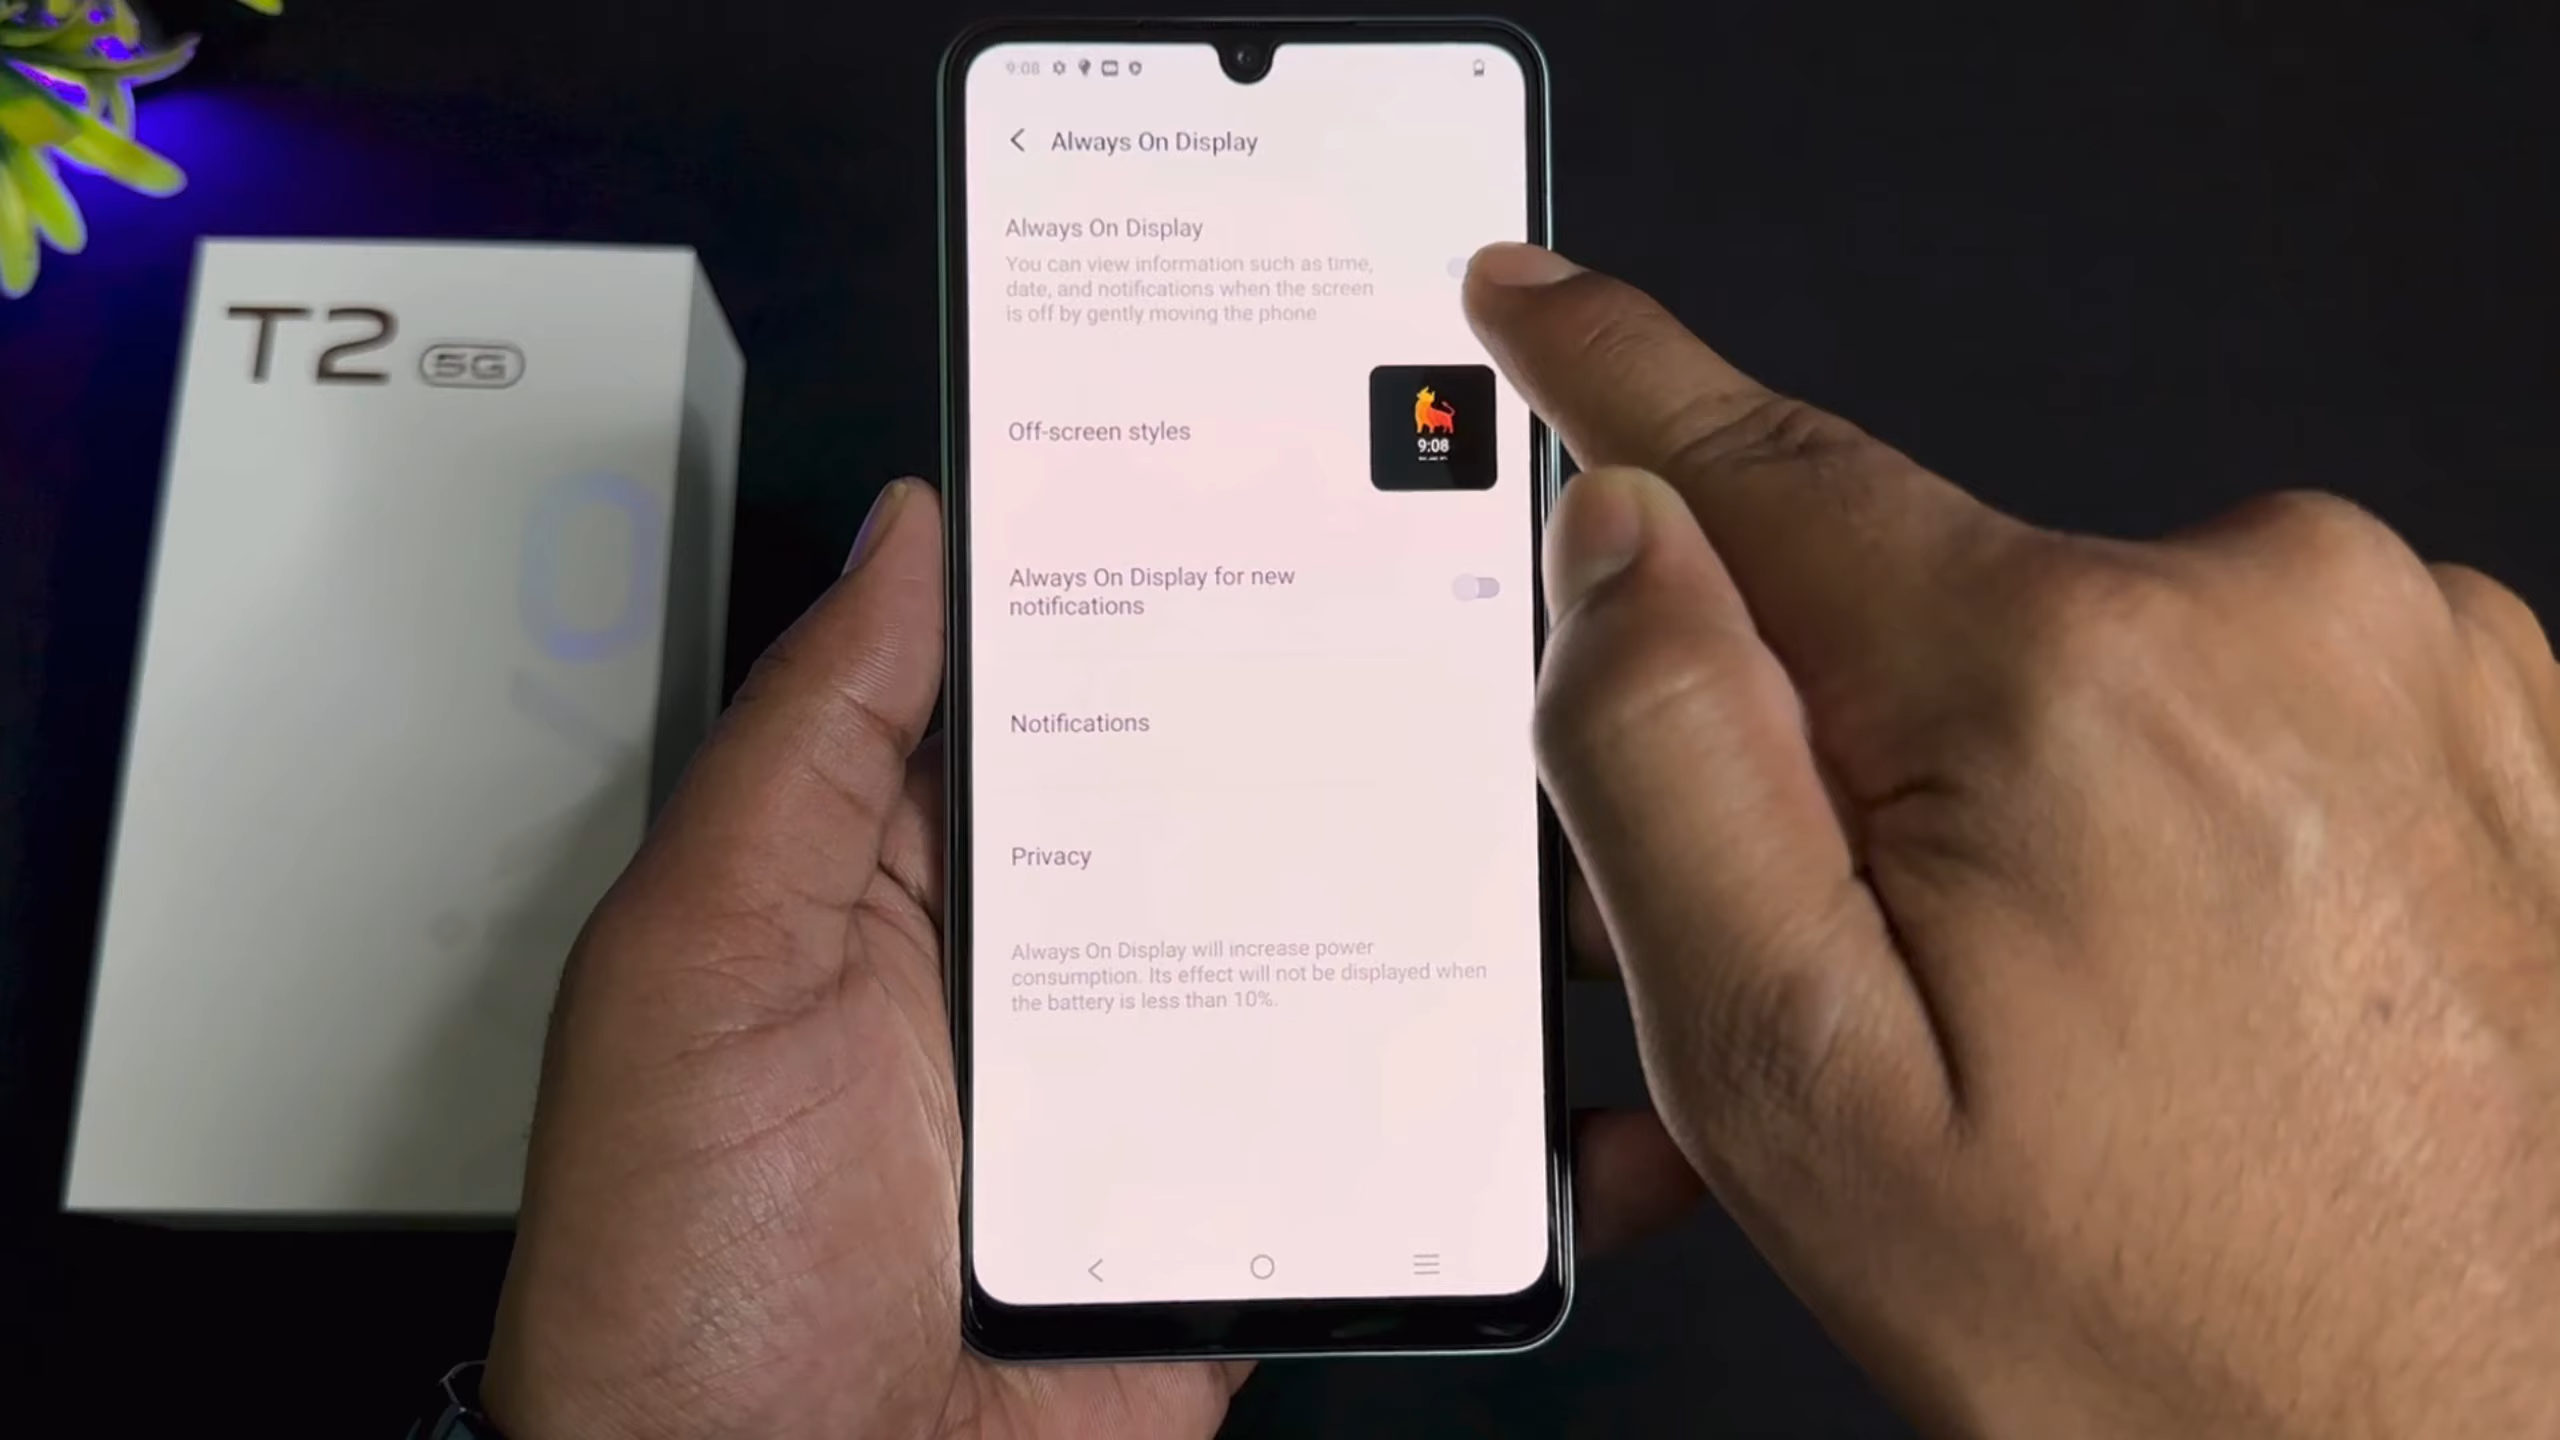 T2 5G
vo
9:08
Always On Display
Always On Display
You can view information such as time,
date, and notifications when the screen
is off by gently moving the phone
Off-screen styles
9:08
Always On Display for new
notifications
Notifications
Privacy
Always On Display will increase power
consumption. Its effect will not be displayed when
the battery is less than 10%.